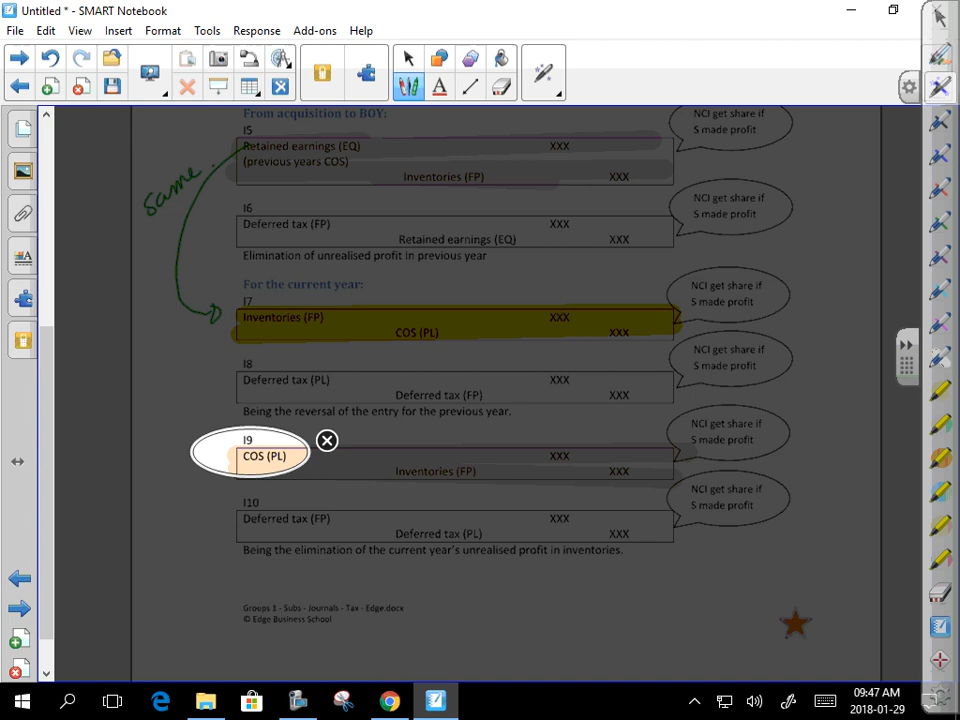 Untitled * - SMART Notebook
File Edit View Insert Format Tools Response Add-ons Help
From acquisition to BOY:
I5
Retained earnings (EQ) XXX
(previous years COS)
Inventories (FP) XXX
NCI get share if
S made profit
same
I6
Deferred tax (FP) XXX
Retained earnings (EQ) XXX
Elimination of unrealised profit in previous year
NCI get share if
S made profit
For the current year:
I7
Inventories (FP) XXX
COS (PL) XXX
NCI get share if
S made profit
I8
Deferred tax (PL) XXX
Deferred tax (FP) XXX
Being the reversal of the entry for the previous year.
NCI get share if
S made profit
I9
COS (PL) XXX
Inventories (FP) XXX
NCI get share if
S made profit
I10
Deferred tax (FP) XXX
Deferred tax (PL) XXX
Being the elimination of the current year's unrealised profit in inventories.
NCI get share if
S made profit
Groups 1 - Subs - Journals - Tax - Edge.docx
© Edge Business School
09:47 AM
2018-01-29